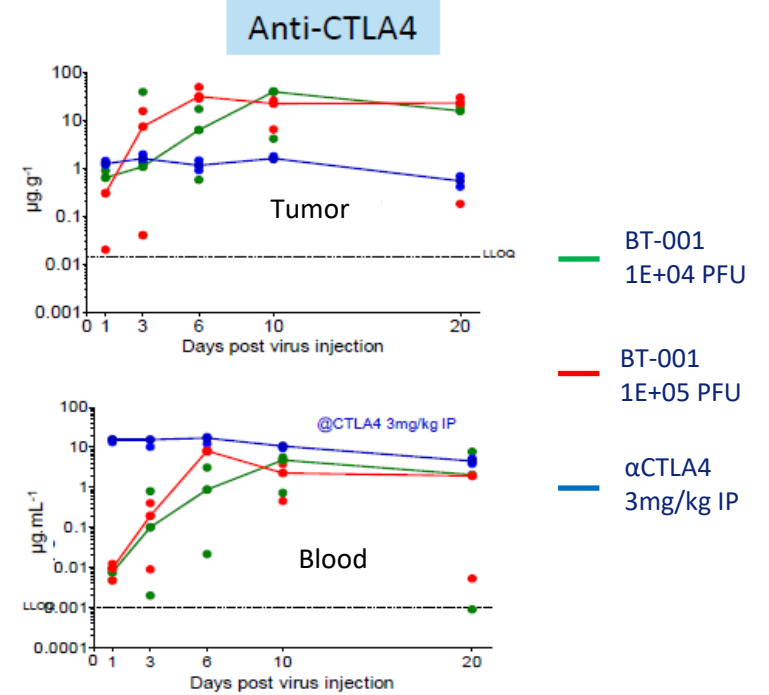 Anti-CTLA4
100
10
1
0.1
0.01
0.001
µg.g-1
Tumor
LLOQ
0 1 3 6 10 20
Days post virus injection
100
10
1
0.1
0.01
0.001
0.0001
µg.mL-1
@CTLA4 3mg/kg IP
Blood
LLOQ
0 1 3 6 10 20
Days post virus injection
BT-001
1E+04 PFU
BT-001
1E+05 PFU
αCTLA4
3mg/kg IP